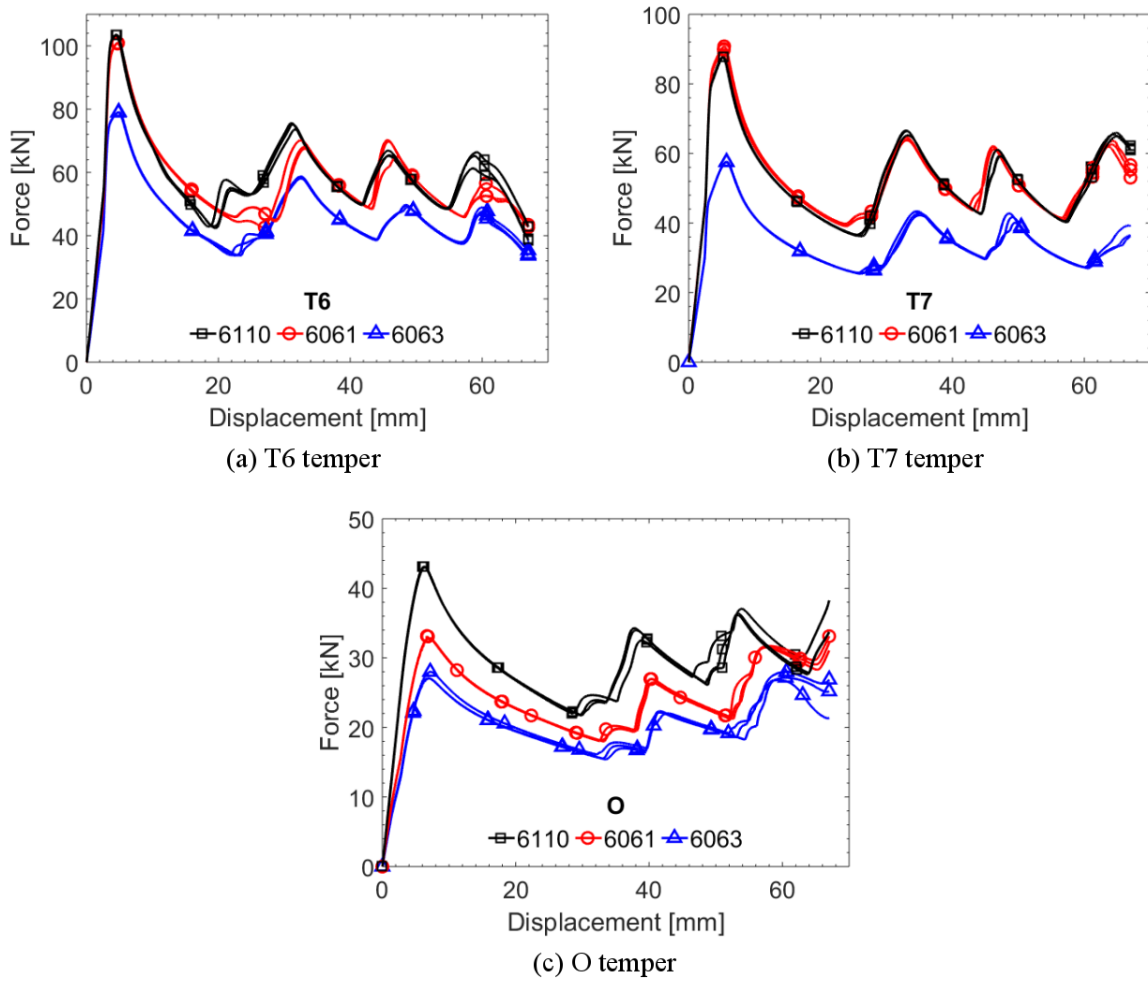 100
80
60
40
20
0
Force [kN]
T6
6110 6061 6063
0 20 40 60
Displacement [mm]
(a) T6 temper
100
80
60
40
20
0
Force [kN]
T7
6110 6061 6063
0 20 40 60
Displacement [mm]
(b) T7 temper
50
40
30
20
10
0
Force [kN]
O
6110 6061 6063
0 20 40 60
Displacement [mm]
(c) O temper